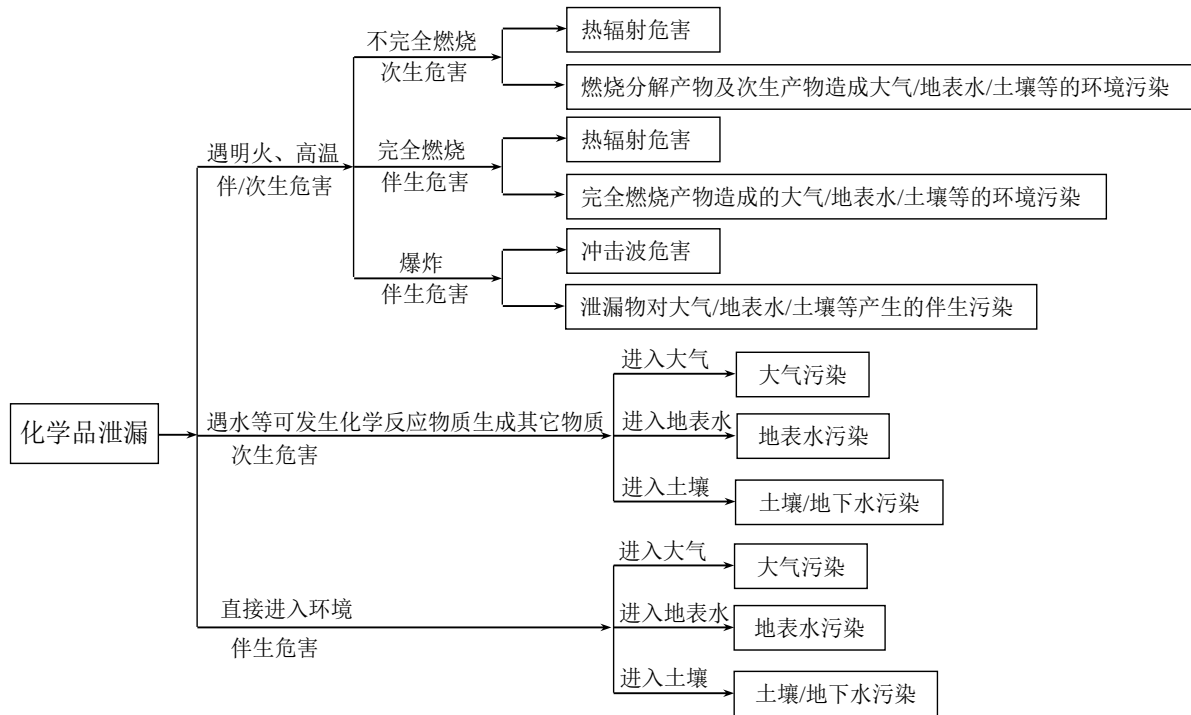 不完全燃烧
次生危害
热辐射危害
燃烧分解产物及次生产物造成大气/地表水/土壤等的环境污染
遇明火、高温
伴/次生危害
完全燃烧
伴生危害
热辐射危害
完全燃烧产物造成的大气/地表水/土壤等的环境污染
爆炸
伴生危害
冲击波危害
泄漏物对大气/地表水/土壤等产生的伴生污染
化学品泄漏
遇水等可发生化学反应物质生成其它物质
次生危害
进入大气
大气污染
进入地表水
地表水污染
进入土壤
土壤/地下水污染
直接进入环境
伴生危害
进入大气
大气污染
进入地表水
地表水污染
进入土壤
土壤/地下水污染